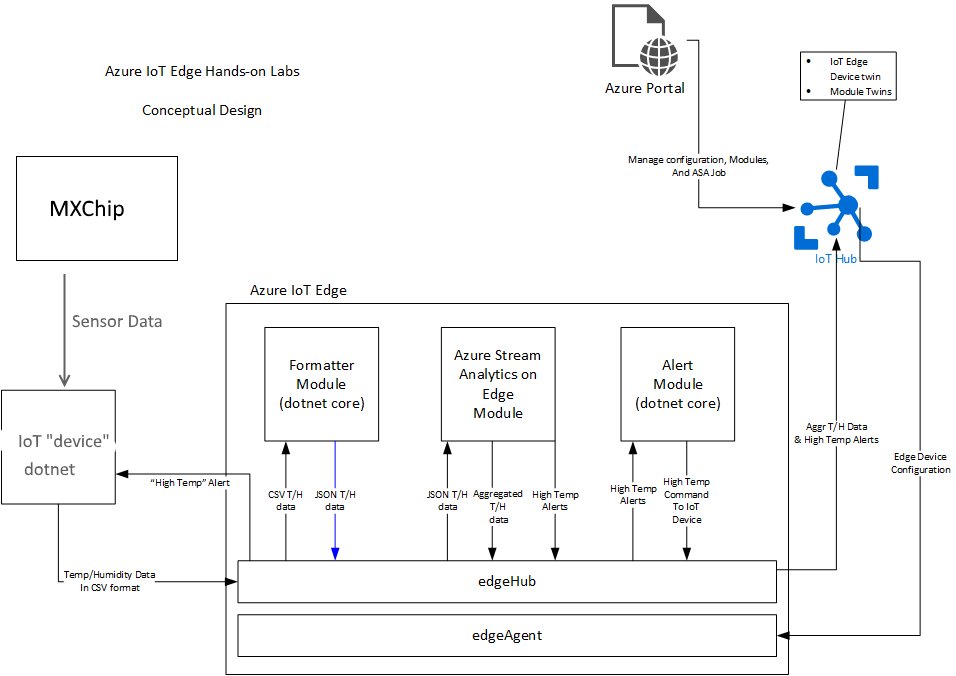 Azure IoT Edge Hands-on Labs
Conceptual Design
Azure Portal
• IoT Edge
Device twin
• Module Twins
Manage configuration, Modules,
And ASA Job
MXChip
IoT Hub
Sensor Data
Azure IoT Edge
Formatter
Module
(dotnet core)
Azure Stream
Analytics on
Edge
Module
Alert
Module
(dotnet core)
IoT "device"
dotnet
Aggr T/H Data
& High Temp Alerts
Edge Device
Configuration
“High Temp” Alert
CSV T/H
data
JSON T/H
data
JSON T/H
data
Aggregated
T/H
data
High Temp
Alerts
High Temp
Alerts
High Temp
Command
To IoT
Device
Temp/Humidity Data
In CSV format
edgeHub
edgeAgent